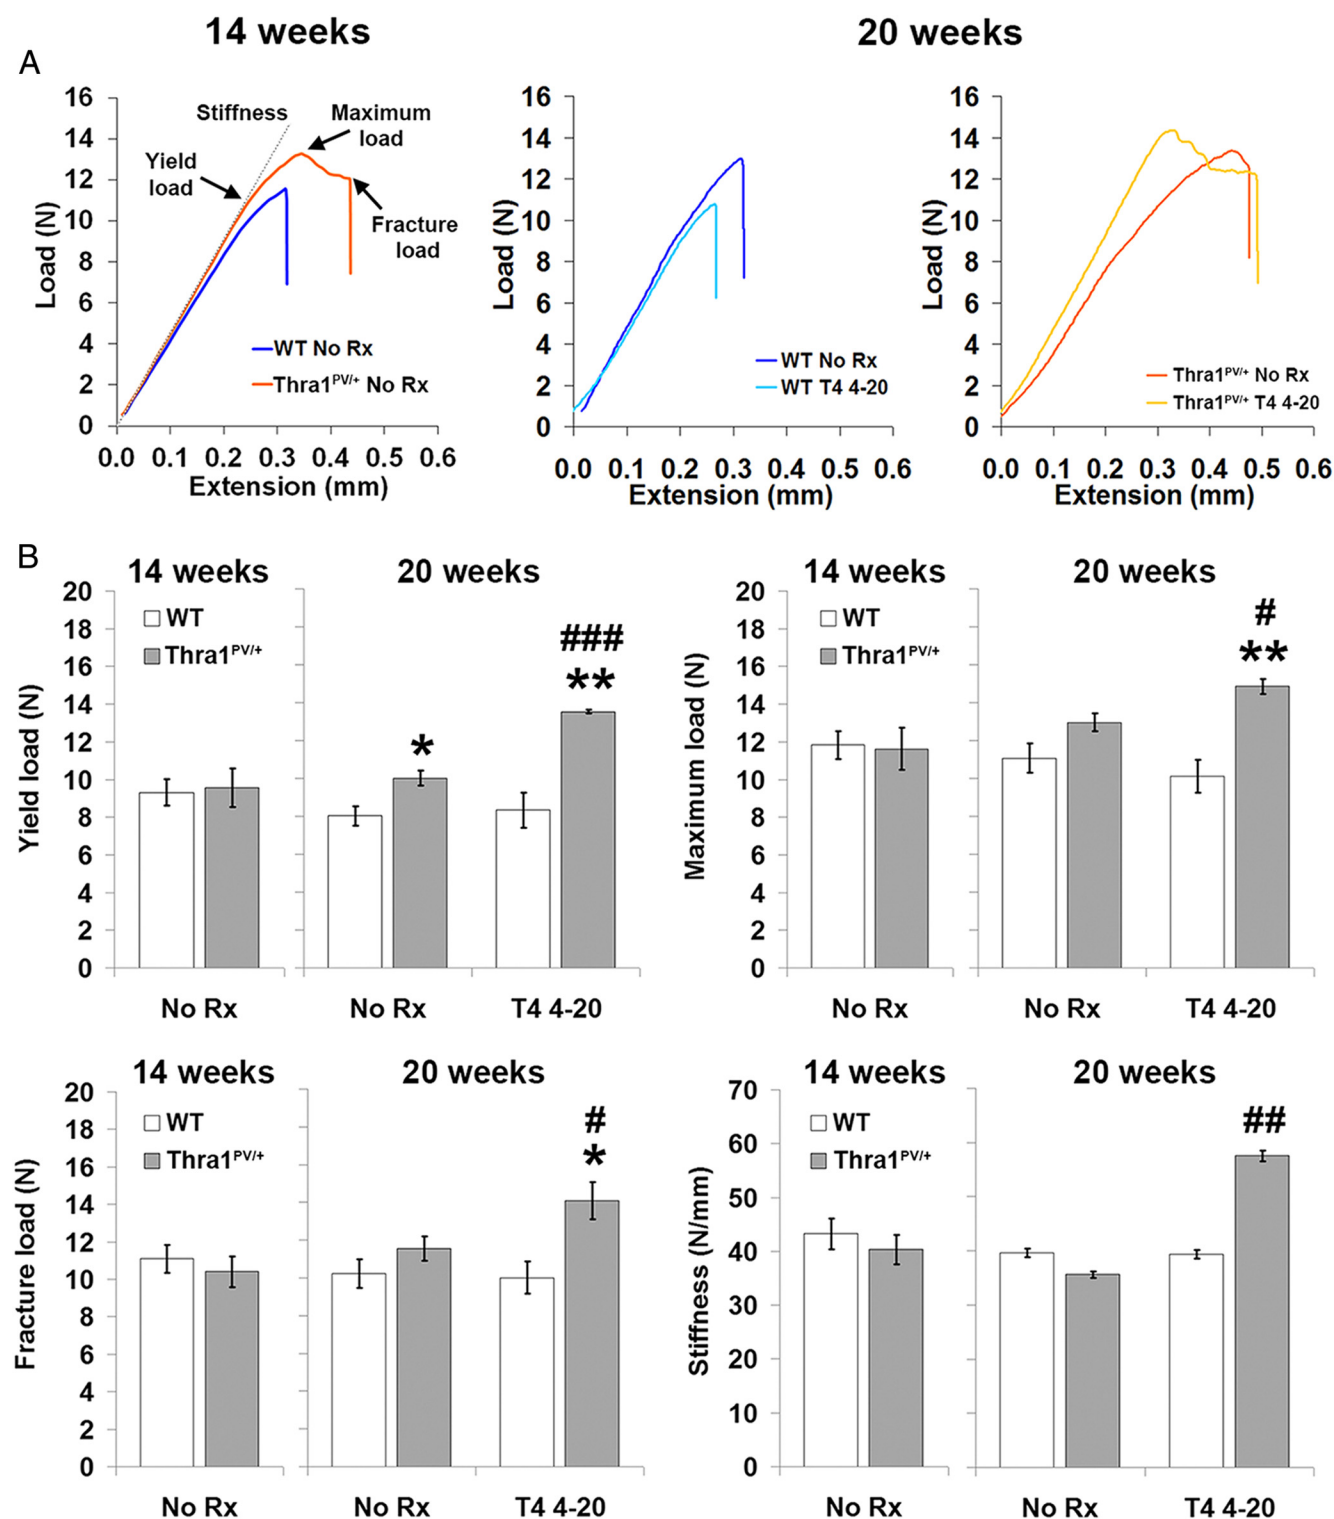 14 weeks
20 weeks
A
16
14
12
10
8
6
4
2
0
Load (N)
Stiffness
Maximum
load
Yield
load
Fracture
load
WT No Rx
Thra1PV/+ No Rx
0.0 0.1 0.2 0.3 0.4 0.5 0.6
Extension (mm)
16
14
12
10
8
6
4
2
0
Load (N)
WT No Rx
WT T4 4-20
0.0 0.1 0.2 0.3 0.4 0.5 0.6
Extension (mm)
16
14
12
10
8
6
4
2
0
Load (N)
Thra1PV/+ No Rx
Thra1PV/+ T4 4-20
0.0 0.1 0.2 0.3 0.4 0.5 0.6
Extension (mm)
B
14 weeks
20 weeks
20
18
16
14
12
10
8
6
4
2
0
Yield load (N)
WT
Thra1PV/+
*
###
**
No Rx
No Rx
T4 4-20
14 weeks
20 weeks
20
18
16
14
12
10
8
6
4
2
0
Maximum load (N)
WT
Thra1PV/+
#
**
No Rx
No Rx
T4 4-20
14 weeks
20 weeks
20
18
16
14
12
10
8
6
4
2
0
Fracture load (N)
WT
Thra1PV/+
#
*
No Rx
No Rx
T4 4-20
14 weeks
20 weeks
70
60
50
40
30
20
10
0
Stiffness (N/mm)
WT
Thra1PV/+
##
No Rx
No Rx
T4 4-20